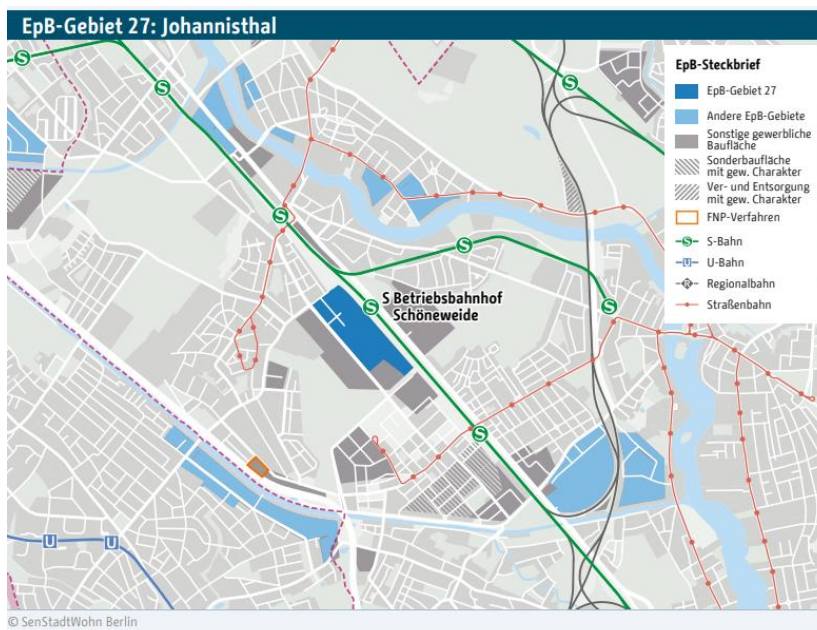 EpB-Gebiet 27: Johannisthal
EpB-Steckbrief
EpB-Gebiet 27
Andere EpB-Gebiete
Sonstige gewerbliche
Baufläche
Sonderbaufläche
mit gew. Charakter
Ver- und Entsorgung
mit gew. Charakter
FNP-Verfahren
S S-Bahn
U U-Bahn
R Regionalbahn
Straßenbahn
S
S
S
S
S
S
S Betriebsbahnhof
Schöneweide
S
S
S
U
U
© SenStadtWohn Berlin